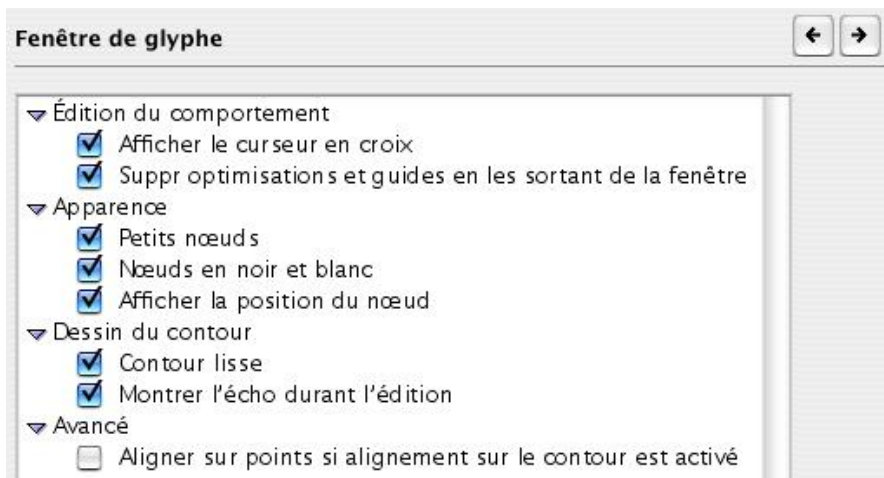 Fenêtre de glyphe
Édition du comportement
Afficher le curseur en croix
Suppr optimisations et guides en les sortant de la fenêtre
Apparence
Petits nœuds
Nœuds en noir et blanc
Afficher la position du nœud
Dessin du contour
Contour lisse
Montrer l'écho durant l'édition
Avancé
Aligner sur points si alignement sur le contour est activé